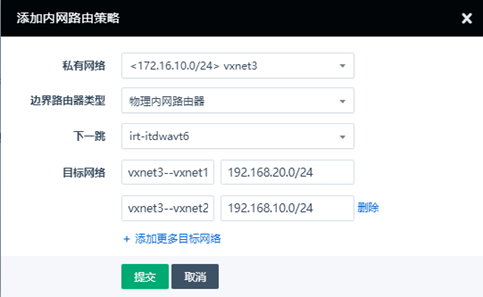 添加内网路由策略
私有网络 <172.16.10.0/24> vxnet3
边界路由器类型 物理内网路由器
下一跳 irt-itdwavt6
目标网络 vxnet3--vxnet1 192.168.20.0/24
vxnet3--vxnet2 192.168.10.0/24 删除
+ 添加更多目标网络
提交 取消